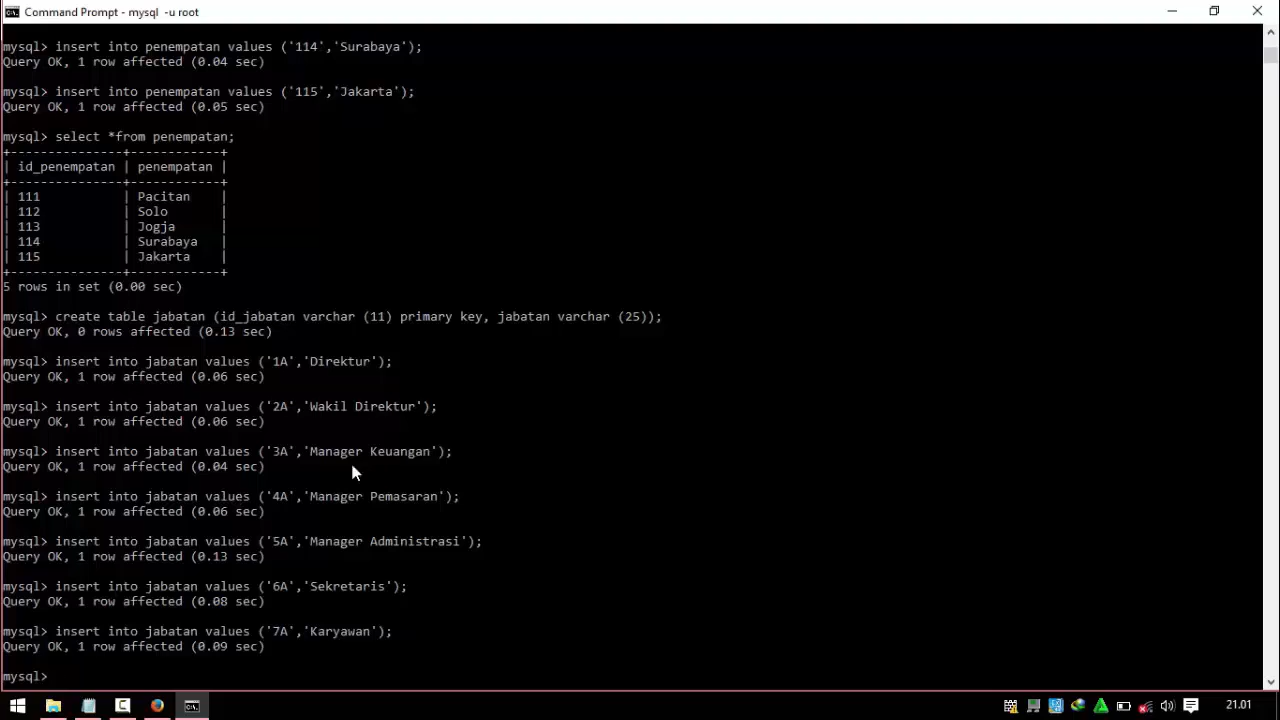 Command Prompt - mysql -u root
mysql> insert into penempatan values ('114','Surabaya');
Query OK, 1 row affected (0.04 sec)
mysql> insert into penempatan values ('115','Jakarta');
Query OK, 1 row affected (0.05 sec)
mysql> select *from penempatan;
+---------------+------------+
| id_penempatan | penempatan |
+---------------+------------+
| 111           | Pacitan    |
| 112           | Solo       |
| 113           | Jogja      |
| 114           | Surabaya   |
| 115           | Jakarta    |
+---------------+------------+
5 rows in set (0.00 sec)
mysql> create table jabatan (id_jabatan varchar (11) primary key, jabatan varchar (25));
Query OK, 0 rows affected (0.13 sec)
mysql> insert into jabatan values ('1A','Direktur');
Query OK, 1 row affected (0.06 sec)
mysql> insert into jabatan values ('2A','Wakil Direktur');
Query OK, 1 row affected (0.06 sec)
mysql> insert into jabatan values ('3A','Manager Keuangan');
Query OK, 1 row affected (0.04 sec)
mysql> insert into jabatan values ('4A','Manager Pemasaran');
Query OK, 1 row affected (0.06 sec)
mysql> insert into jabatan values ('5A','Manager Administrasi');
Query OK, 1 row affected (0.13 sec)
mysql> insert into jabatan values ('6A','Sekretaris');
Query OK, 1 row affected (0.08 sec)
mysql> insert into jabatan values ('7A','Karyawan');
Query OK, 1 row affected (0.09 sec)
mysql>
21.01